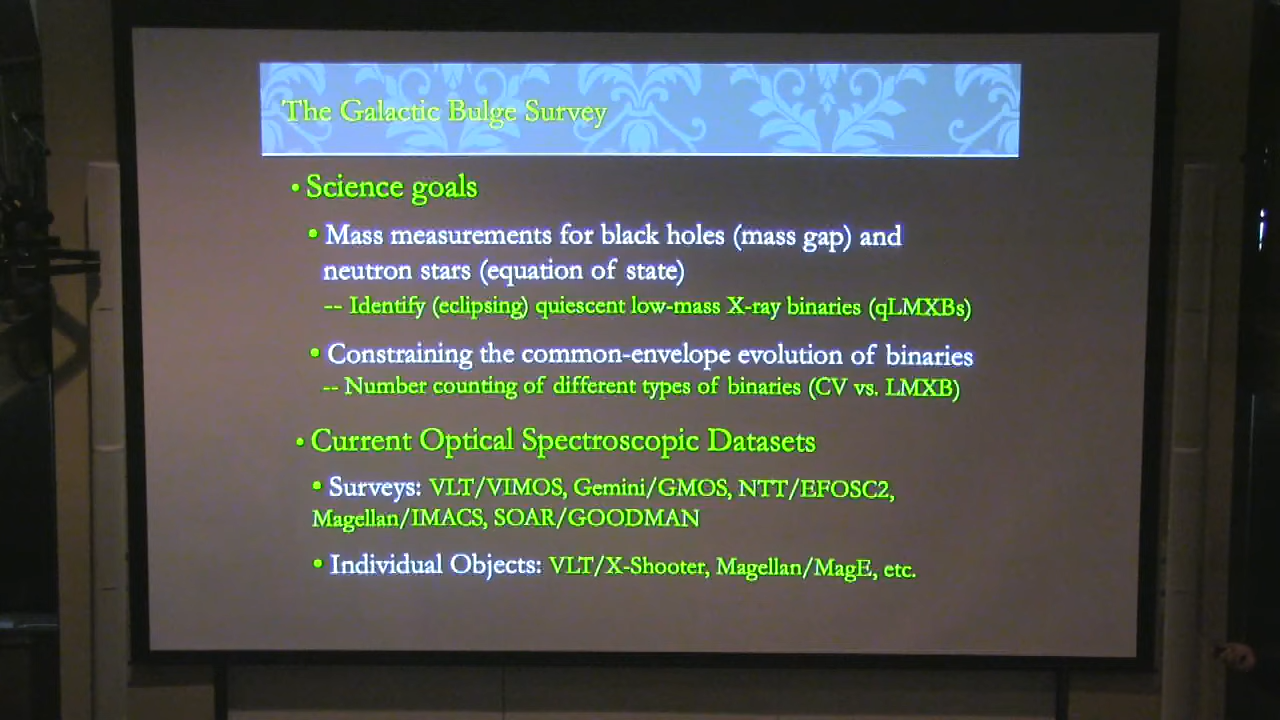 The Galactic Bulge Survey
• Science goals
• Mass measurements for black holes (mass gap) and
neutron stars (equation of state)
-- Identify (eclipsing) quiescent low-mass X-ray binaries (qLMXBs)
• Constraining the common-envelope evolution of binaries
-- Number counting of different types of binaries (CV vs. LMXB)
• Current Optical Spectroscopic Datasets
• Surveys: VLT/VIMOS, Gemini/GMOS, NTT/EFOSC2,
Magellan/IMACS, SOAR/GOODMAN
• Individual Objects: VLT/X-Shooter, Magellan/MagE, etc.